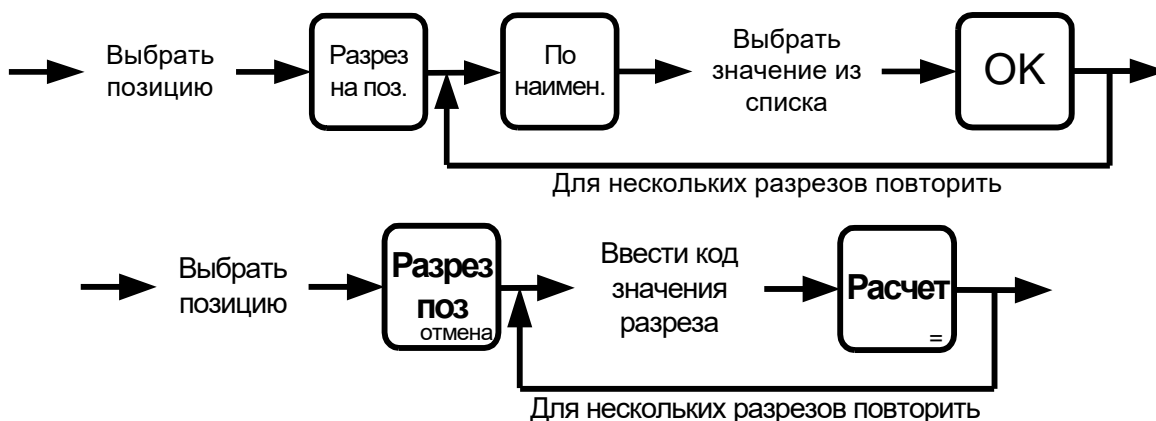 Выбрать
позицию
Разрез
на поз.
По
наимен.
Выбрать
значение из
списка
OK
Для нескольких разрезов повторить
Выбрать
позицию
Разрез
поз
отмена
Ввести код
значения
разреза
Расчет
=
Для нескольких разрезов повторить